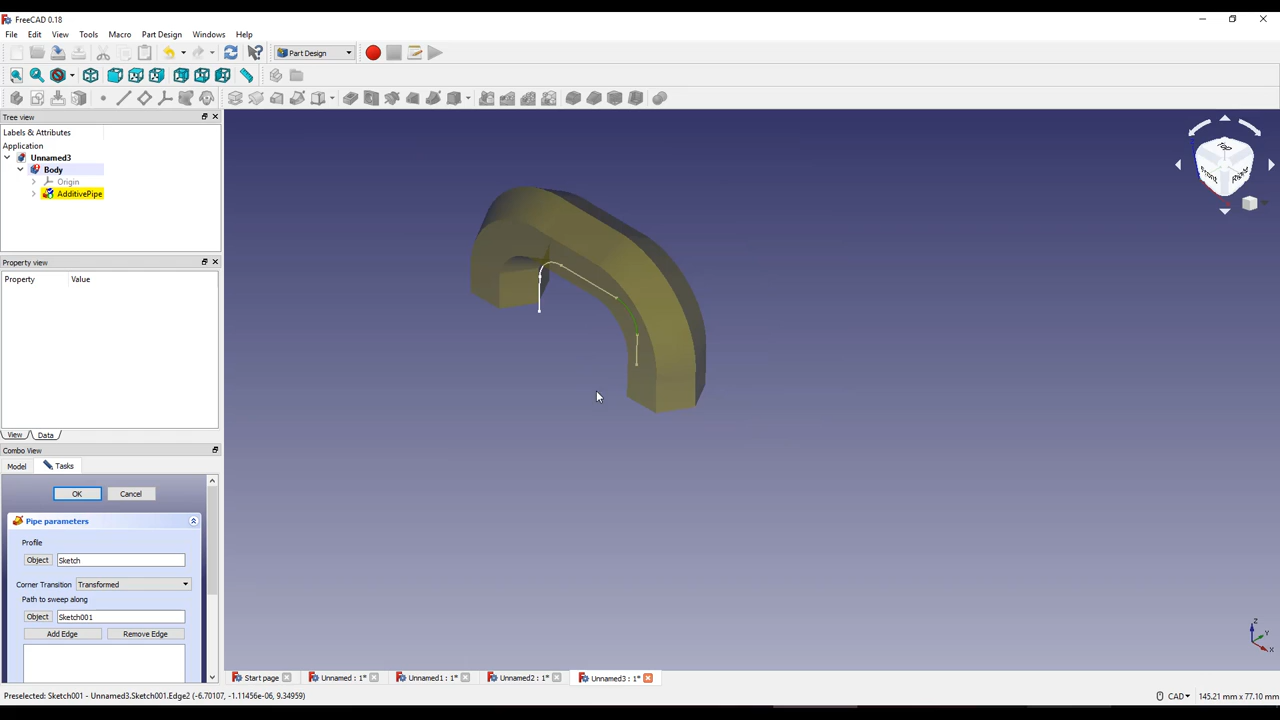 FreeCAD 0.18
File Edit View Tools Macro Part Design Windows Help
Part Design
Tree view
Labels & Attributes
Application
Unnamed3
Body
Origin
AdditivePipe
Property view
Property Value
View Data
Combo View
Model Tasks
OK Cancel
Pipe parameters
Profile
Object Sketch
Corner Transition Transformed
Path to sweep along
Object Sketch001
Add Edge Remove Edge
Top
Front Right
Z
Y
X
Start page Unnamed : 1* Unnamed1 : 1* Unnamed2 : 1* Unnamed3 : 1*
Preselected: Sketch001 - Unnamed3.Sketch001.Edge2 (-6.70107, -1.11456e-06, 9.34959) CAD 145.21 mm x 77.10 mm